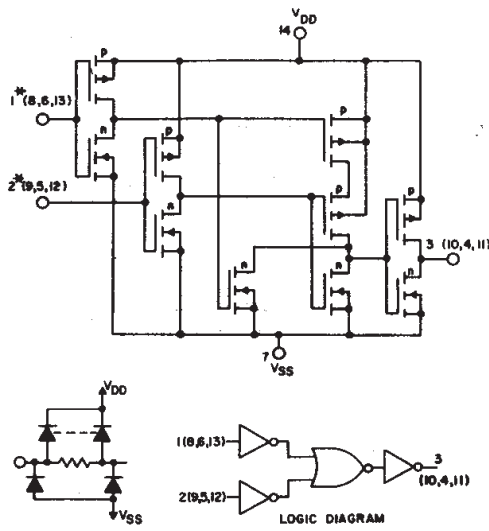 VDD
14
p
1*(8,6,13)
n
p
p
2*(9,5,12)
n
p
p
n
n
3 (10,4,11)
n
7
VSS
VDD
VSS
1(8,6,13)
2(9,5,12)
3
(10,4,11)
LOGIC DIAGRAM